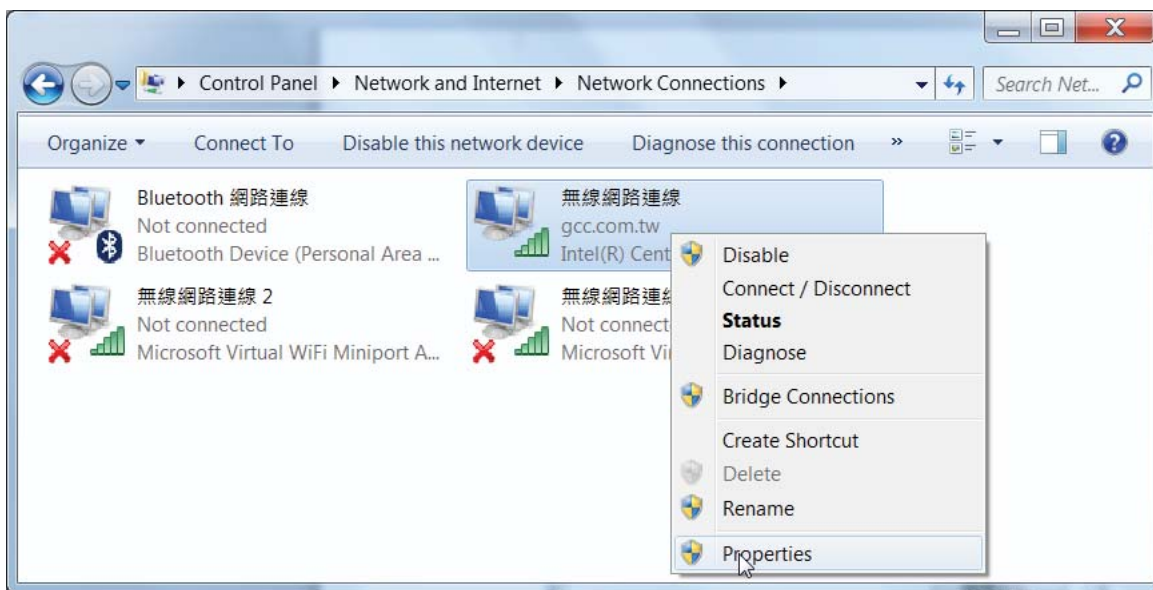 Control Panel ▸ Network and Internet ▸ Network Connections ▸
Search Net...
Organize Connect To Disable this network device Diagnose this connection »
Bluetooth 網路連線
Not connected
Bluetooth Device (Personal Area ...
無線網路連線
gcc.com.tw
Intel(R) Cent
無線網路連線 2
Not connected
Microsoft Virtual WiFi Miniport A...
無線網路連線
Not connect
Microsoft Vi
Disable
Connect / Disconnect
Status
Diagnose
Bridge Connections
Create Shortcut
Delete
Rename
Properties